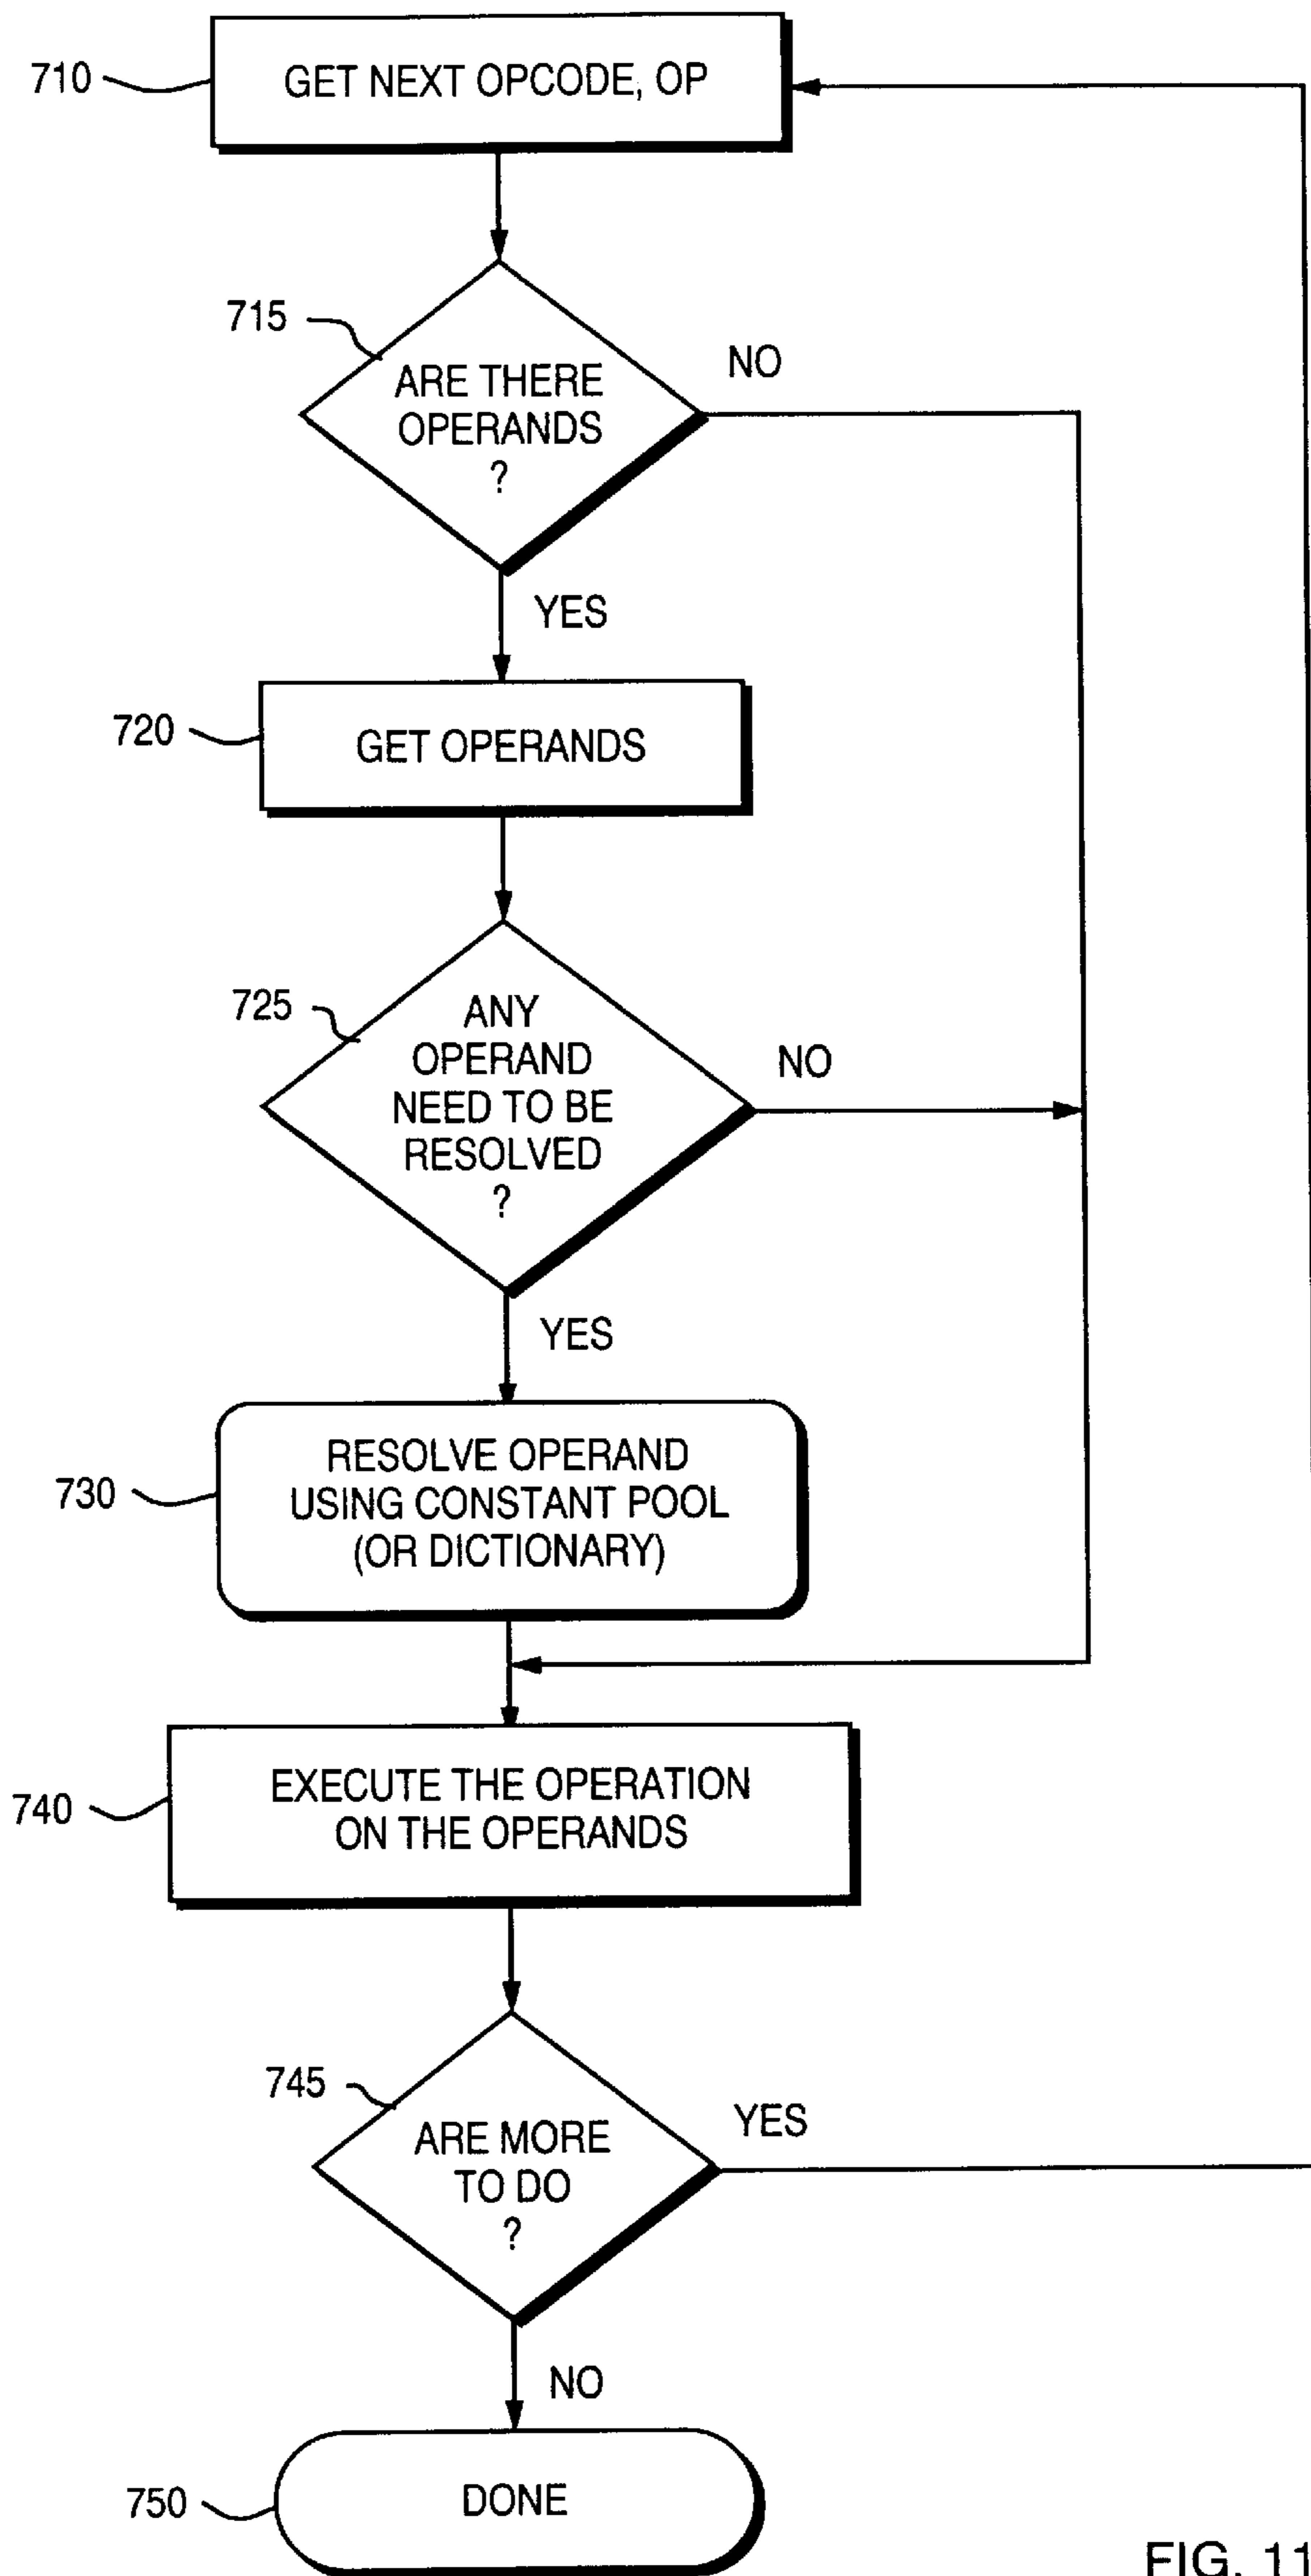 710
GET NEXT OPCODE, OP
715
ARE THERE
OPERANDS
?
NO
YES
720
GET OPERANDS
725
ANY
OPERAND
NEED TO BE
RESOLVED
?
NO
YES
730
RESOLVE OPERAND
USING CONSTANT POOL
(OR DICTIONARY)
740
EXECUTE THE OPERATION
ON THE OPERANDS
745
ARE MORE
TO DO
?
YES
NO
750
DONE
FIG. 11